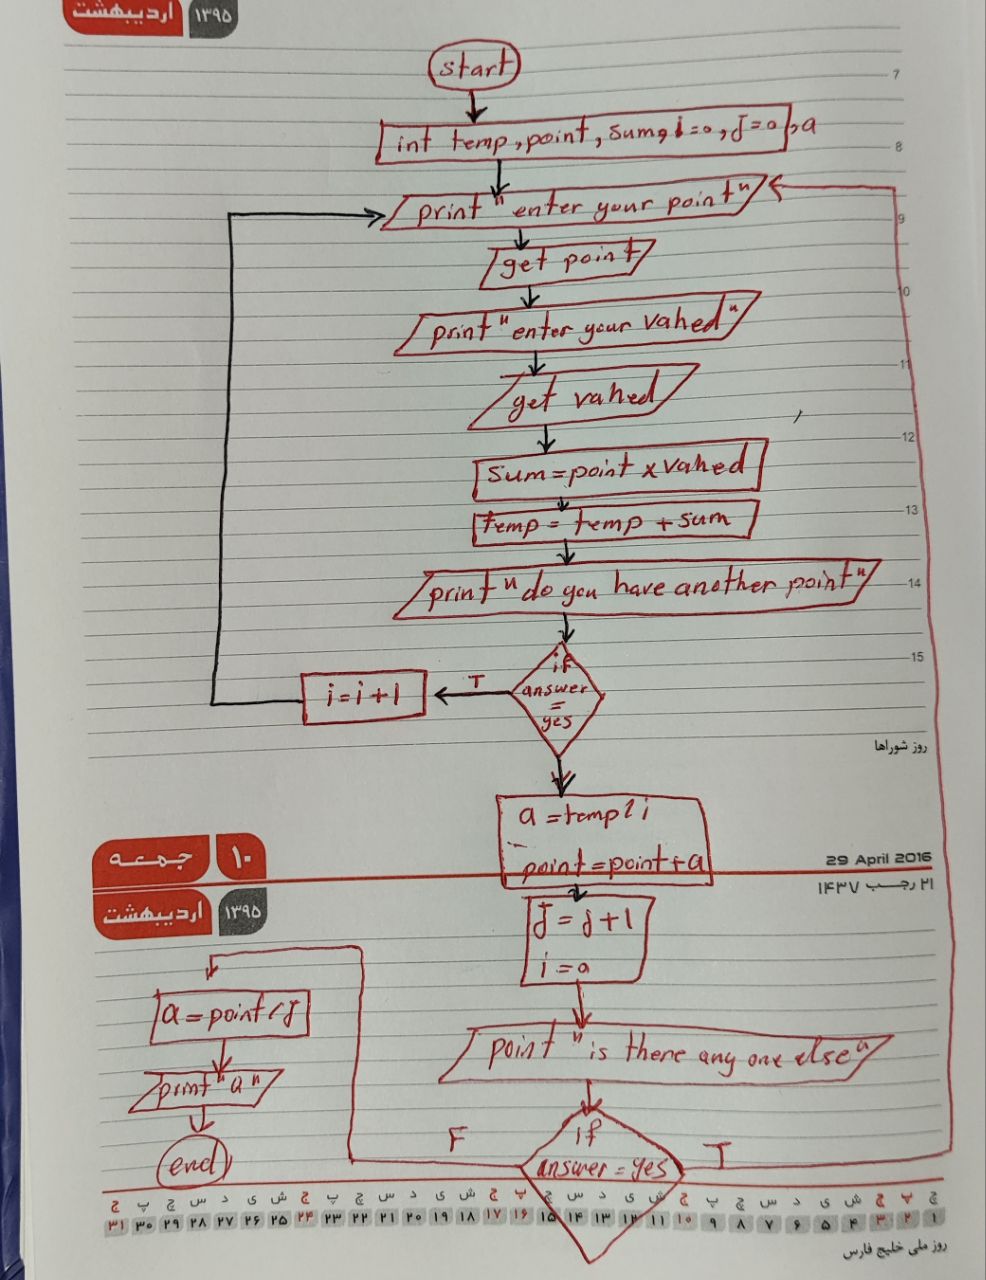 ۱۳۹۵ اردیبهشت
start
7
int temp, point, sum, i=0, J=0, a
8
print "enter your point"
9
get point
10
print "enter your vahed"
11
get vahed
12
sum = point x vahed
13
temp = temp + sum
print "do you have another point"
14
if
15
i = i + 1
T
answer
=
yes
روز شوراها
a = temp / i
۱۰ جمعه
29 April 2016
point = point + a
۲۱ رجب ۱۴۳۷
۱۳۹۵ اردیبهشت
J = j + 1
i = 0
a = point / J
point "is there any one else"
print "a"
if
F
T
end
answer = yes
ج پ چ س د ی ش ج پ چ س د ی ش ج پ چ س د ی ش ج پ چ س د ی ش ج پ چ
۱ ۲ ۳ ۴ ۵ ۶ ۷ ۸ ۹ ۱۰ ۱۱ ۱۲ ۱۳ ۱۴ ۱۵ ۱۶ ۱۷ ۱۸ ۱۹ ۲۰ ۲۱ ۲۲ ۲۳ ۲۴ ۲۵ ۲۶ ۲۷ ۲۸ ۲۹ ۳۰ ۳۱
روز ملی خلیج فارس